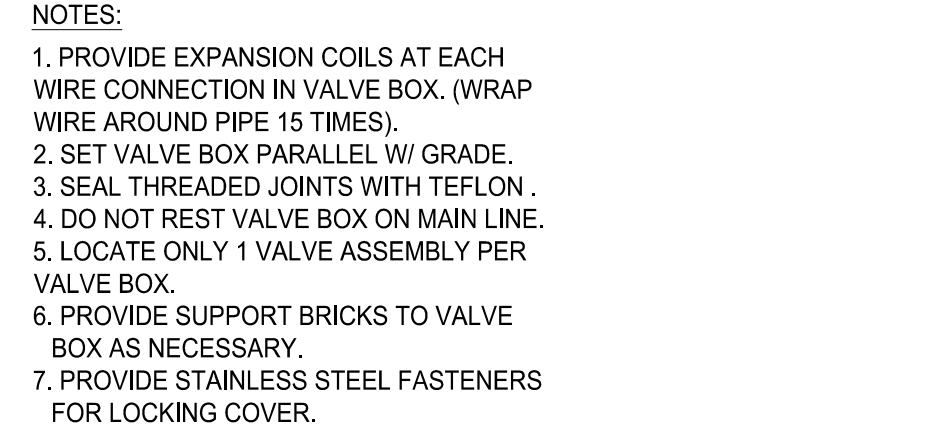 NOTES:
1. PROVIDE EXPANSION COILS AT EACH
WIRE CONNECTION IN VALVE BOX. (WRAP
WIRE AROUND PIPE 15 TIMES).
2. SET VALVE BOX PARALLEL W/ GRADE.
3. SEAL THREADED JOINTS WITH TEFLON .
4. DO NOT REST VALVE BOX ON MAIN LINE.
5. LOCATE ONLY 1 VALVE ASSEMBLY PER
VALVE BOX.
6. PROVIDE SUPPORT BRICKS TO VALVE
BOX AS NECESSARY.
7. PROVIDE STAINLESS STEEL FASTENERS
FOR LOCKING COVER.